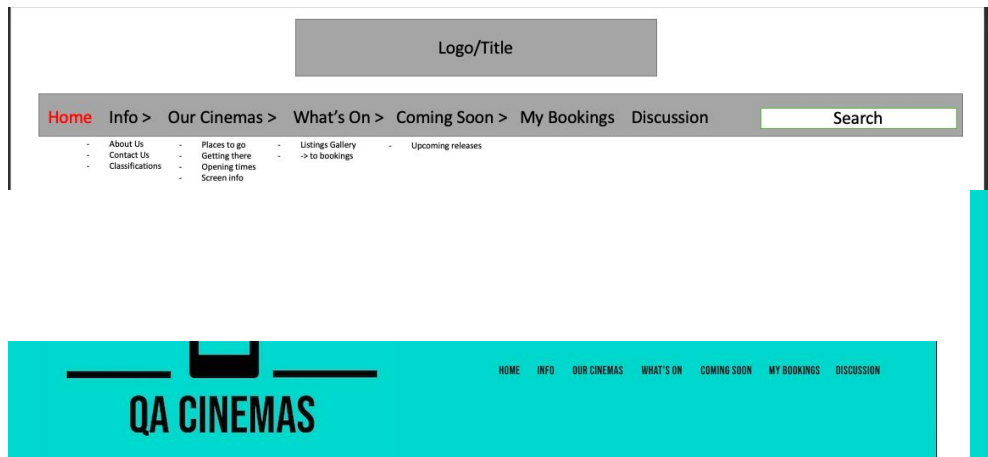 Logo/Title
Home Info > Our Cinemas > What's On > Coming Soon > My Bookings Discussion Search
- About Us - Places to go - Listings Gallery - Upcoming releases
- Contact Us - Getting there - -> to bookings
- Classifications - Opening times
- Screen info
HOME INFO OUR CINEMAS WHAT'S ON COMING SOON MY BOOKINGS DISCUSSION
QA CINEMAS